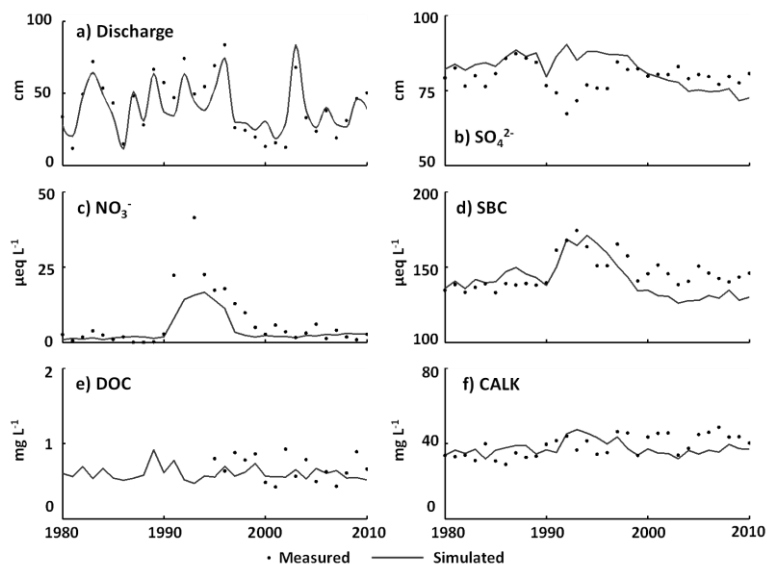 100
a) Discharge
cm
50
0
100
cm
75
b) SO₄²⁻
50
50
c) NO₃⁻
µeq L⁻¹
25
0
200
d) SBC
µeq L⁻¹
150
100
2
e) DOC
mg L⁻¹
1
0
80
f) CALK
mg L⁻¹
40
0
1980 1990 2000 2010
1980 1990 2000 2010
• Measured — Simulated